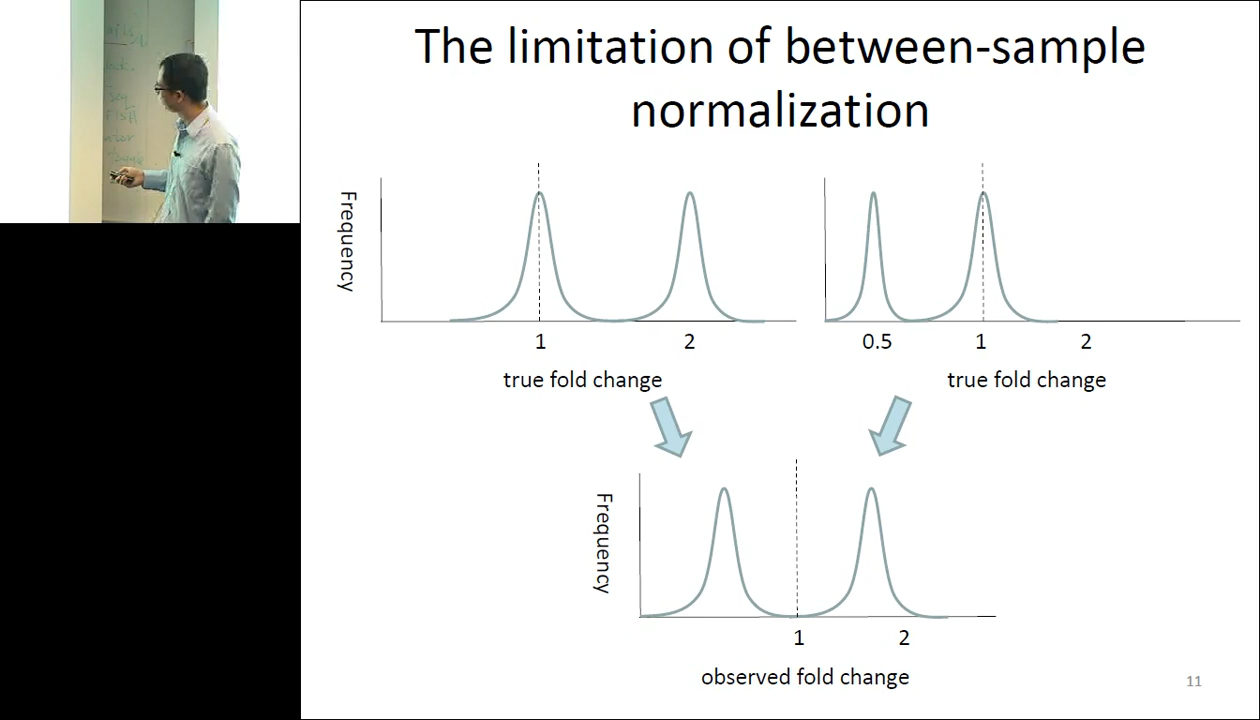 The limitation of between-sample
normalization
Frequency
1
2
true fold change
0.5
1
2
true fold change
Frequency
1
2
observed fold change
11